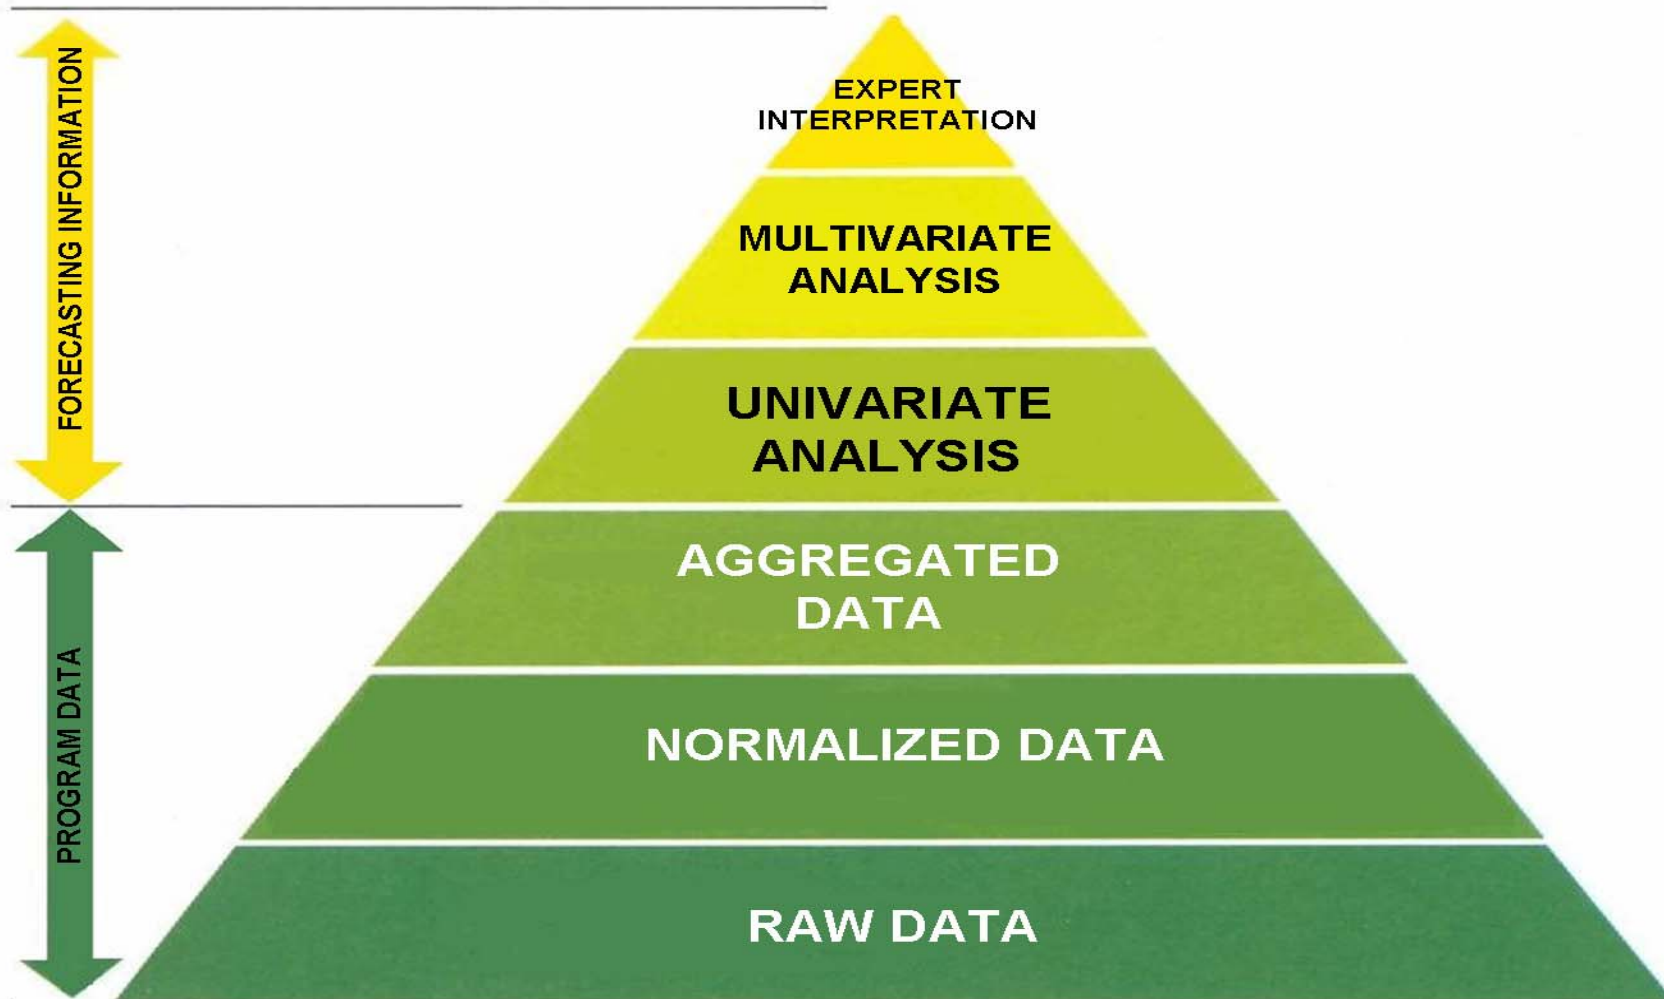 FORECASTING INFORMATION
PROGRAM DATA
EXPERT
INTERPRETATION
MULTIVARIATE
ANALYSIS
UNIVARIATE
ANALYSIS
AGGREGATED
DATA
NORMALIZED DATA
RAW DATA